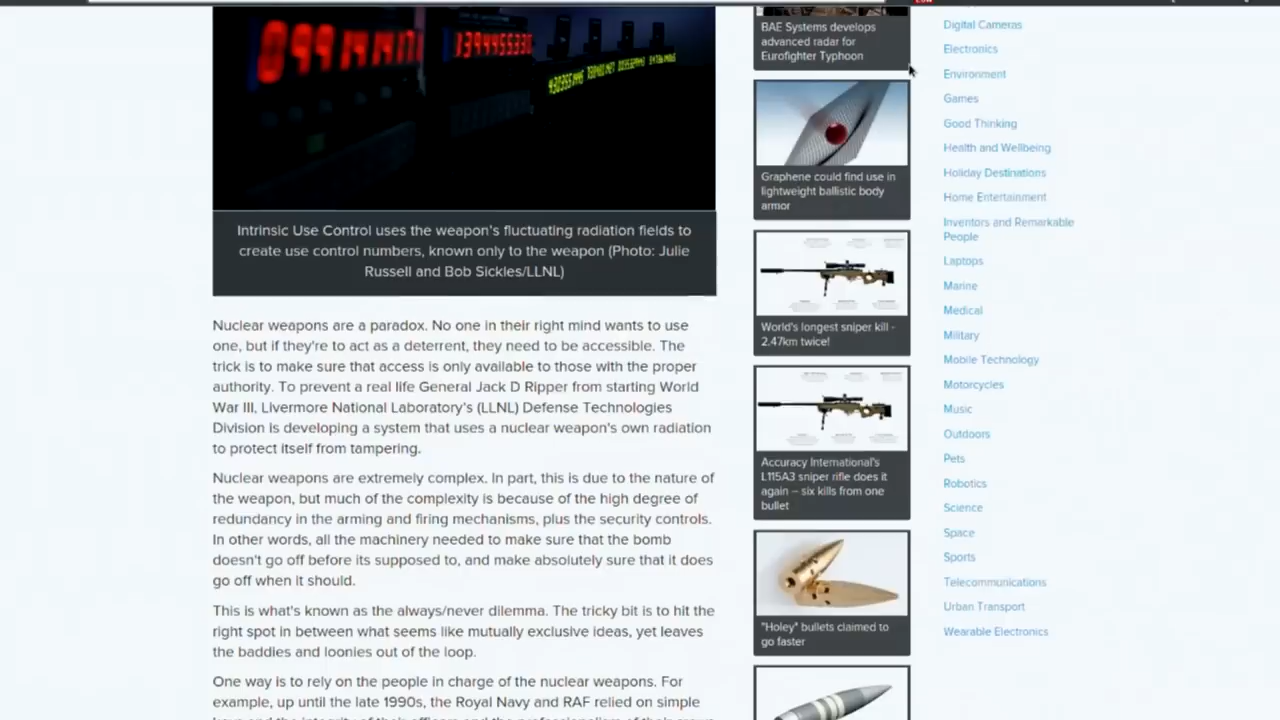 1394455330
Intrinsic Use Control uses the weapon's fluctuating radiation fields to
create use control numbers, known only to the weapon (Photo: Julie
Russell and Bob Sickles/LLNL)
Nuclear weapons are a paradox. No one in their right mind wants to use
one, but if they're to act as a deterrent, they need to be accessible. The
trick is to make sure that access is only available to those with the proper
authority. To prevent a real life General Jack D Ripper from starting World
War III, Livermore National Laboratory's (LLNL) Defense Technologies
Division is developing a system that uses a nuclear weapon's own radiation
to protect itself from tampering.
Nuclear weapons are extremely complex. In part, this is due to the nature of
the weapon, but much of the complexity is because of the high degree of
redundancy in the arming and firing mechanisms, plus the security controls.
In other words, all the machinery needed to make sure that the bomb
doesn't go off before its supposed to, and make absolutely sure that it does
go off when it should.
This is what's known as the always/never dilemma. The tricky bit is to hit the
right spot in between what seems like mutually exclusive ideas, yet leaves
the baddies and loonies out of the loop.
One way is to rely on the people in charge of the nuclear weapons. For
example, up until the late 1990s, the Royal Navy and RAF relied on simple
BAE Systems develops
advanced radar for
Eurofighter Typhoon
Graphene could find use in
lightweight ballistic body
armor
World's longest sniper kill -
2.47km twice!
Accuracy International's
L115A3 sniper rifle does it
again – six kills from one
bullet
"Holey" bullets claimed to
go faster
Digital Cameras
Electronics
Environment
Games
Good Thinking
Health and Wellbeing
Holiday Destinations
Home Entertainment
Inventors and Remarkable
People
Laptops
Marine
Medical
Military
Mobile Technology
Motorcycles
Music
Outdoors
Pets
Robotics
Science
Space
Sports
Telecommunications
Urban Transport
Wearable Electronics